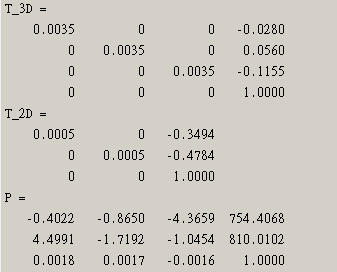 T_3D =
0.0035 0 0 -0.0280
0 0.0035 0 0.0560
0 0 0.0035 -0.1155
0 0 0 1.0000
T_2D =
0.0005 0 -0.3494
0 0.0005 -0.4784
0 0 1.0000
P =
-0.4022 -0.8650 -4.3659 754.4068
4.4991 -1.7192 -1.0454 810.0102
0.0018 0.0017 -0.0016 1.0000